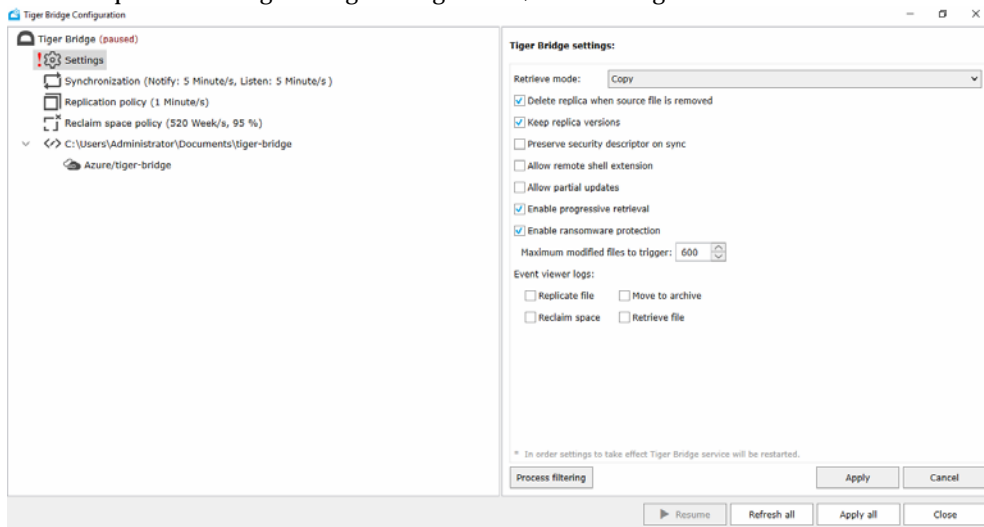 Tiger Bridge Configuration
Tiger Bridge (paused)
Settings
Synchronization (Notify: 5 Minute/s, Listen: 5 Minute/s )
Replication policy (1 Minute/s)
Reclaim space policy (520 Week/s, 95 %)
C:\Users\Administrator\Documents\tiger-bridge
Azure/tiger-bridge
Tiger Bridge settings:
Retrieve mode: Copy
Delete replica when source file is removed
Keep replica versions
Preserve security descriptor on sync
Allow remote shell extension
Allow partial updates
Enable progressive retrieval
Enable ransomware protection
Maximum modified files to trigger: 600
Event viewer logs:
Replicate file Move to archive
Reclaim space Retrieve file
* In order settings to take effect Tiger Bridge service will be restarted.
Process filtering Apply Cancel
Resume Refresh all Apply all Close